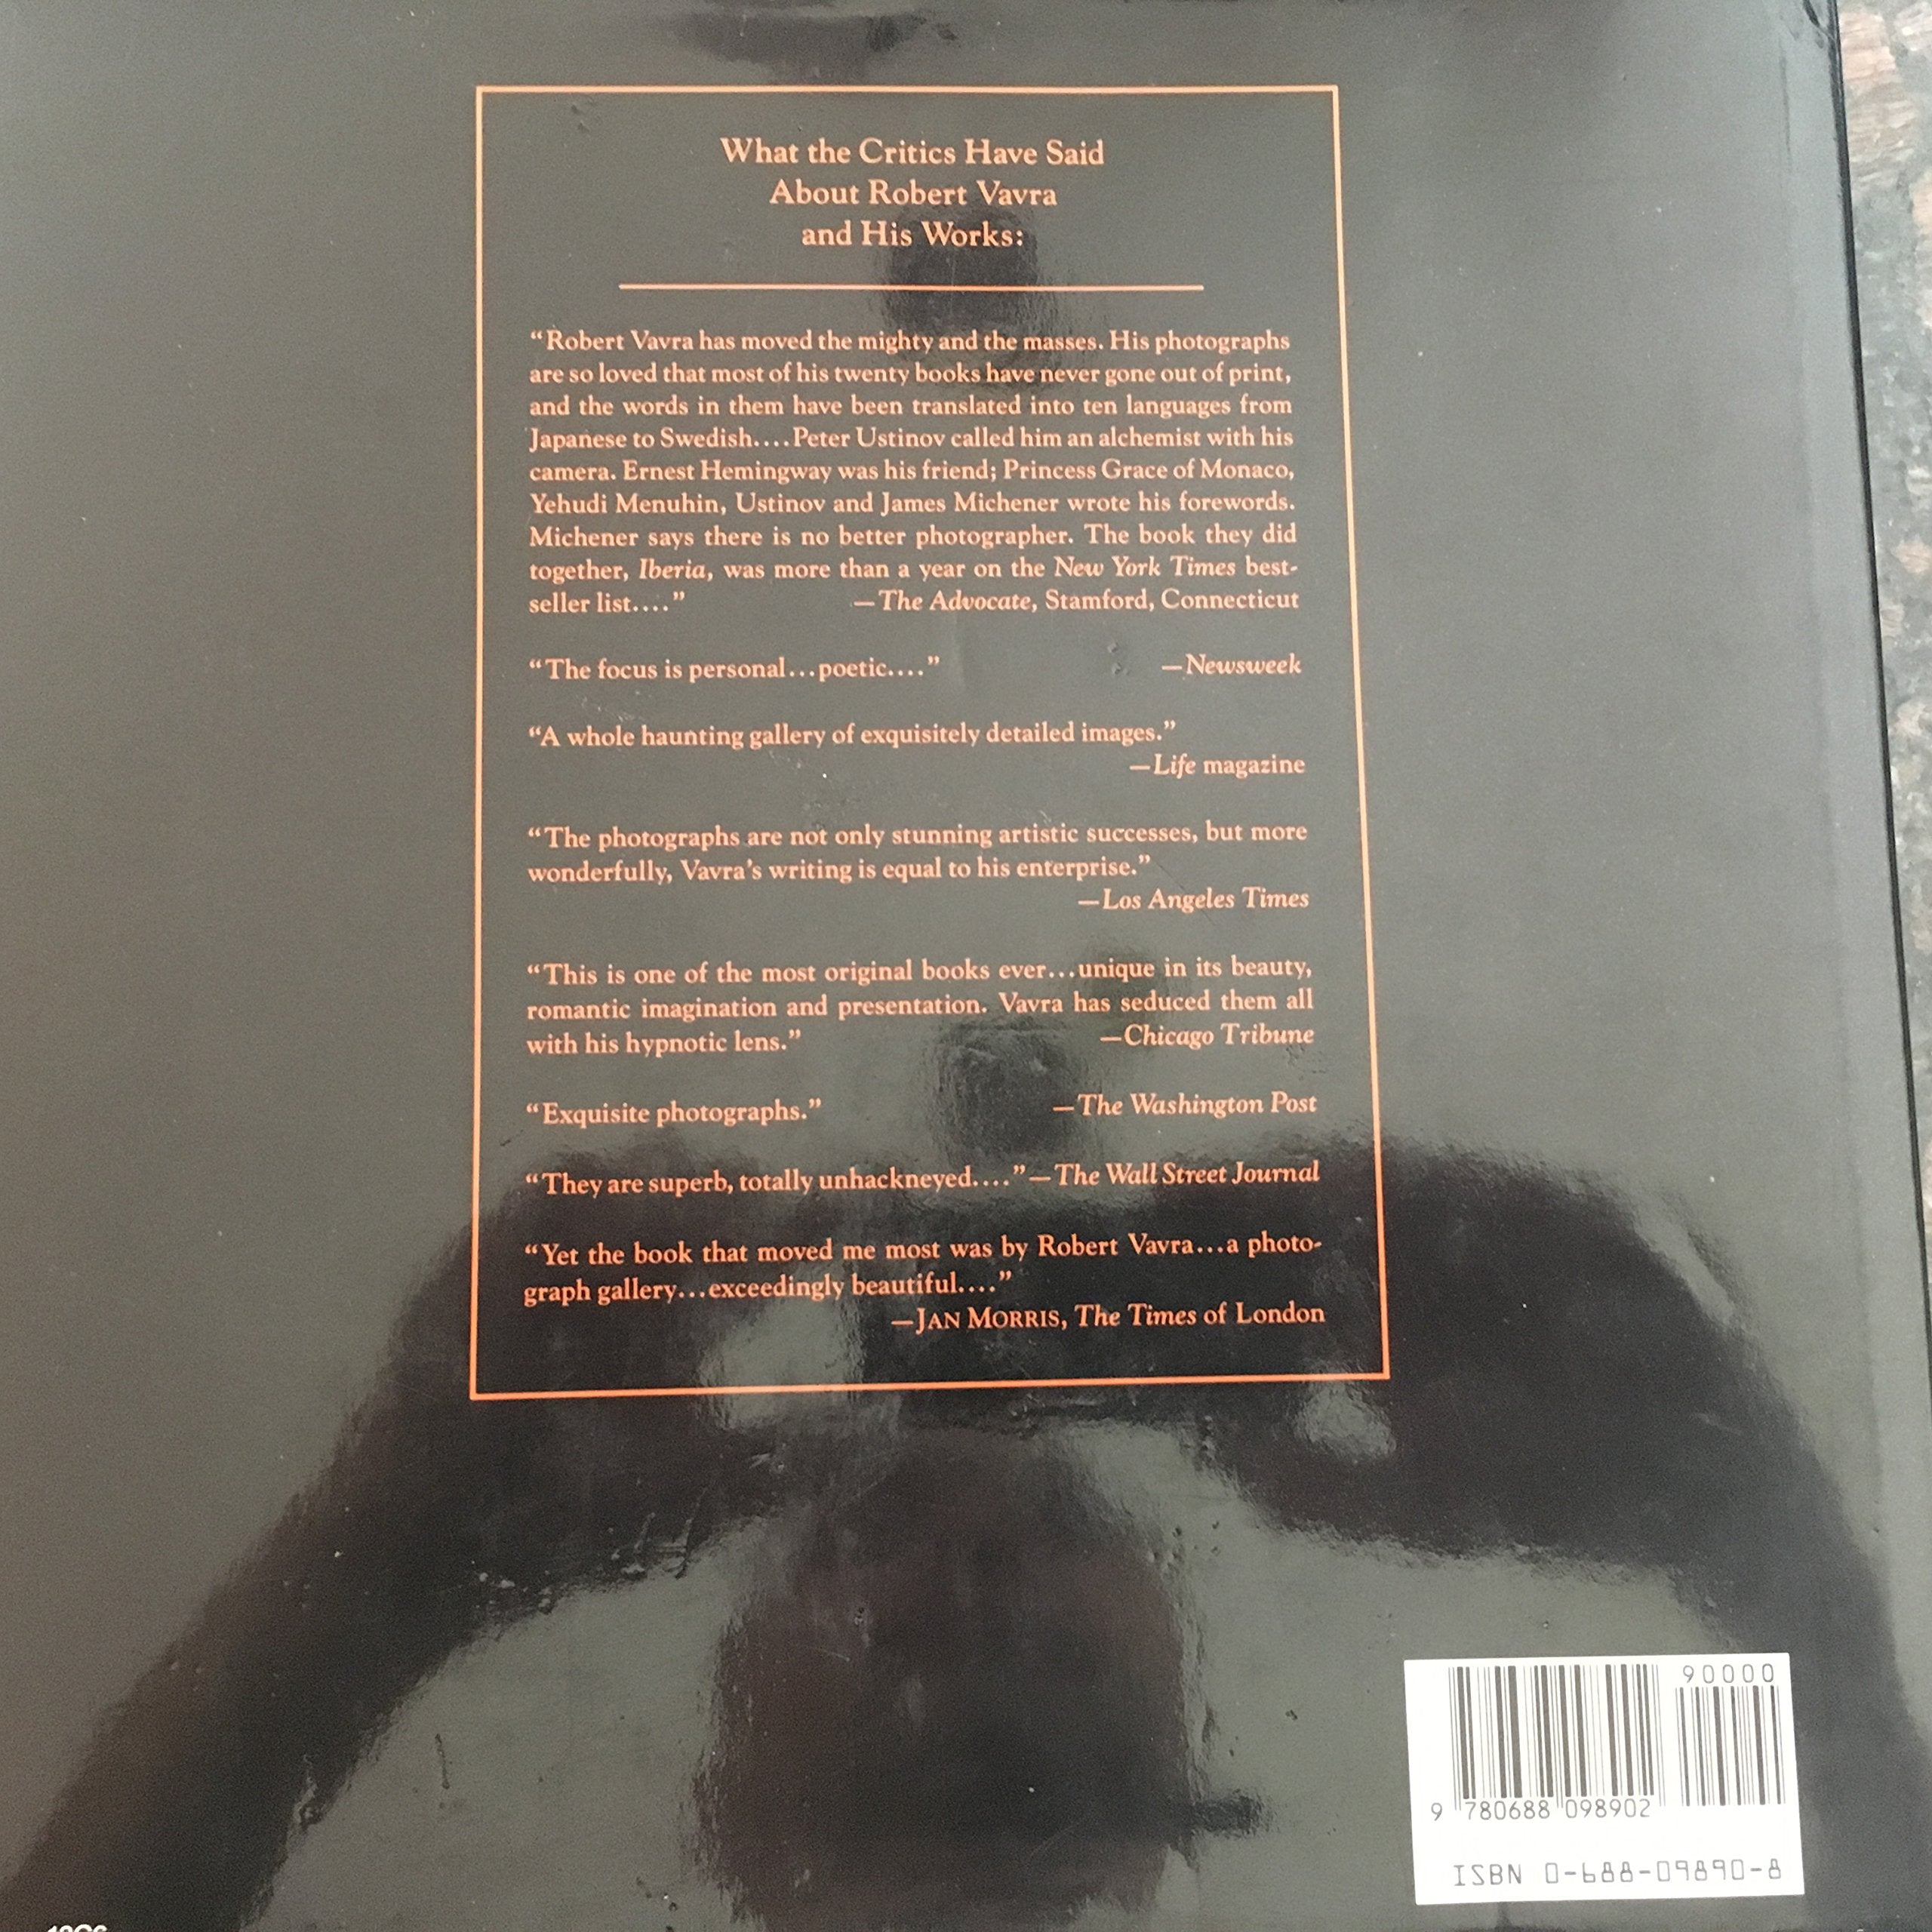 What the Critics Have Said
About Robert Vavra
and His Works:
“Robert Vavra has moved the mighty and the masses. His photographs
are so loved that most of his twenty books have never gone out of print,
and the words in them have been translated into ten languages from
Japanese to Swedish....Peter Ustinov called him an alchemist with his
camera. Ernest Hemingway was his friend; Princess Grace of Monaco,
Yehudi Menuhin, Ustinov and James Michener wrote his forewords.
Michener says there is no better photographer. The book they did
together, Iberia, was more than a year on the New York Times best-
seller list....” —The Advocate, Stamford, Connecticut
“The focus is personal...poetic....” —Newsweek
“A whole haunting gallery of exquisitely detailed images.”
—Life magazine
“The photographs are not only stunning artistic successes, but more
wonderfully, Vavra’s writing is equal to his enterprise.”
—Los Angeles Times
“This is one of the most original books ever...unique in its beauty,
romantic imagination and presentation. Vavra has seduced them all
with his hypnotic lens.” —Chicago Tribune
“Exquisite photographs.” —The Washington Post
“They are superb, totally unhackneyed....”—The Wall Street Journal
“Yet the book that moved me most was by Robert Vavra...a photo-
graph gallery...exceedingly beautiful....”
—JAN MORRIS, The Times of London
90000
9 780688 098902
ISBN 0-688-09890-8